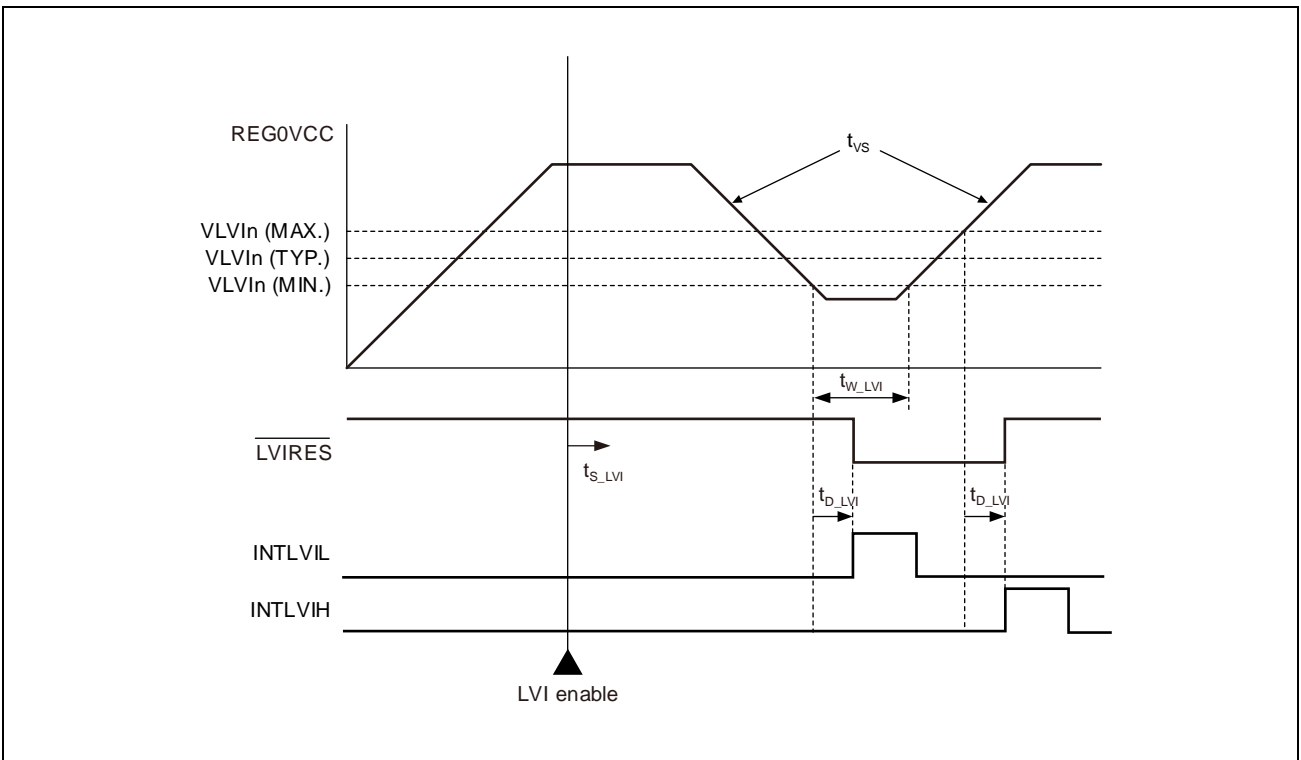 REG0VCC
tVS
VLVIn (MAX.)
VLVIn (TYP.)
VLVIn (MIN.)
tW_LVI
LVIRES
tS_LVI
tD_LVI
tD_LVI
INTLVIL
INTLVIH
LVI enable